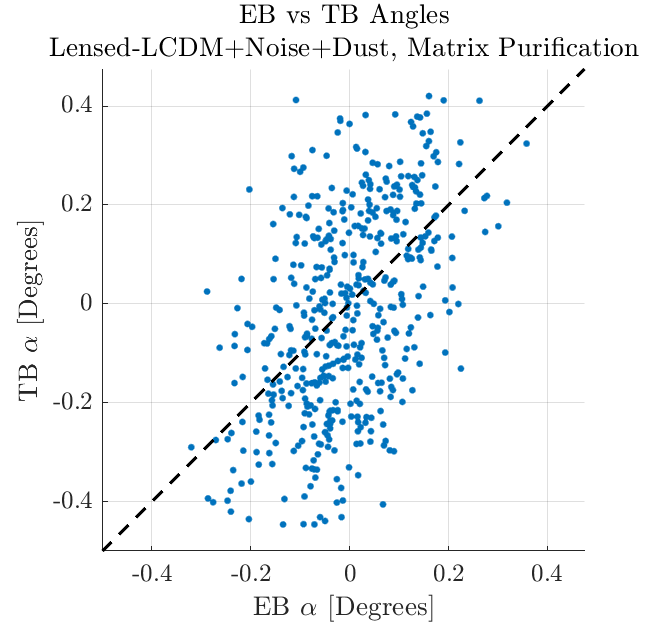 EB vs TB Angles
Lensed-LCDM+Noise+Dust, Matrix Purification
0.4
0.2
0
-0.2
-0.4
TB α [Degrees]
-0.4 -0.2 0 0.2 0.4
EB α [Degrees]